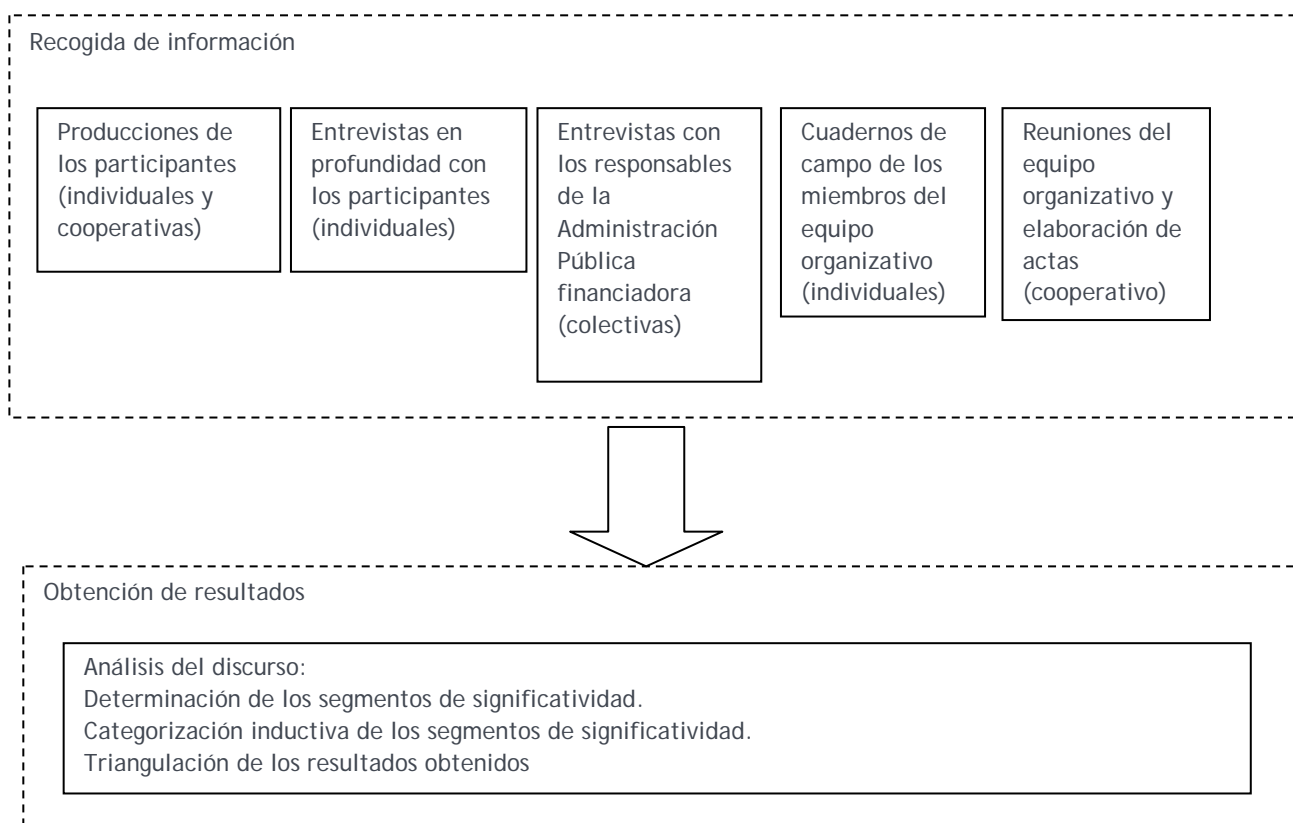 Recogida de información
Producciones de
los participantes
(individuales y
cooperativas)
Entrevistas en
profundidad con
los participantes
(individuales)
Entrevistas con
los responsables
de la
Administración
Pública
financiadora
(colectivas)
Cuadernos de
campo de los
miembros del
equipo
organizativo
(individuales)
Reuniones del
equipo
organizativo y
elaboración de
actas
(cooperativo)
Obtención de resultados
Análisis del discurso:
Determinación de los segmentos de significatividad.
Categorización inductiva de los segmentos de significatividad.
Triangulación de los resultados obtenidos